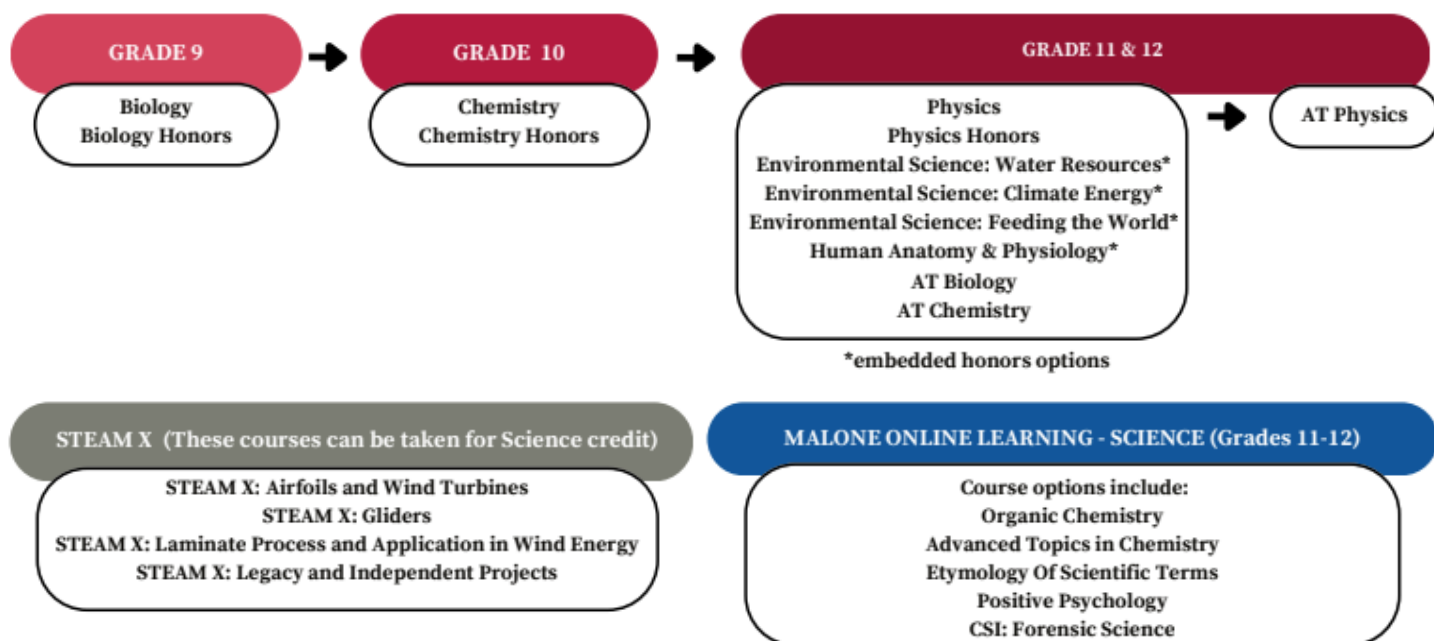 GRADE 9
Biology
Biology Honors
GRADE 10
Chemistry
Chemistry Honors
GRADE 11 & 12
Physics
Physics Honors
Environmental Science: Water Resources*
Environmental Science: Climate Energy*
Environmental Science: Feeding the World*
Human Anatomy & Physiology*
AT Biology
AT Chemistry
AT Physics
*embedded honors options
STEAM X (These courses can be taken for Science credit)
STEAM X: Airfoils and Wind Turbines
STEAM X: Gliders
STEAM X: Laminate Process and Application in Wind Energy
STEAM X: Legacy and Independent Projects
MALONE ONLINE LEARNING - SCIENCE (Grades 11-12)
Course options include:
Organic Chemistry
Advanced Topics in Chemistry
Etymology Of Scientific Terms
Positive Psychology
CSI: Forensic Science